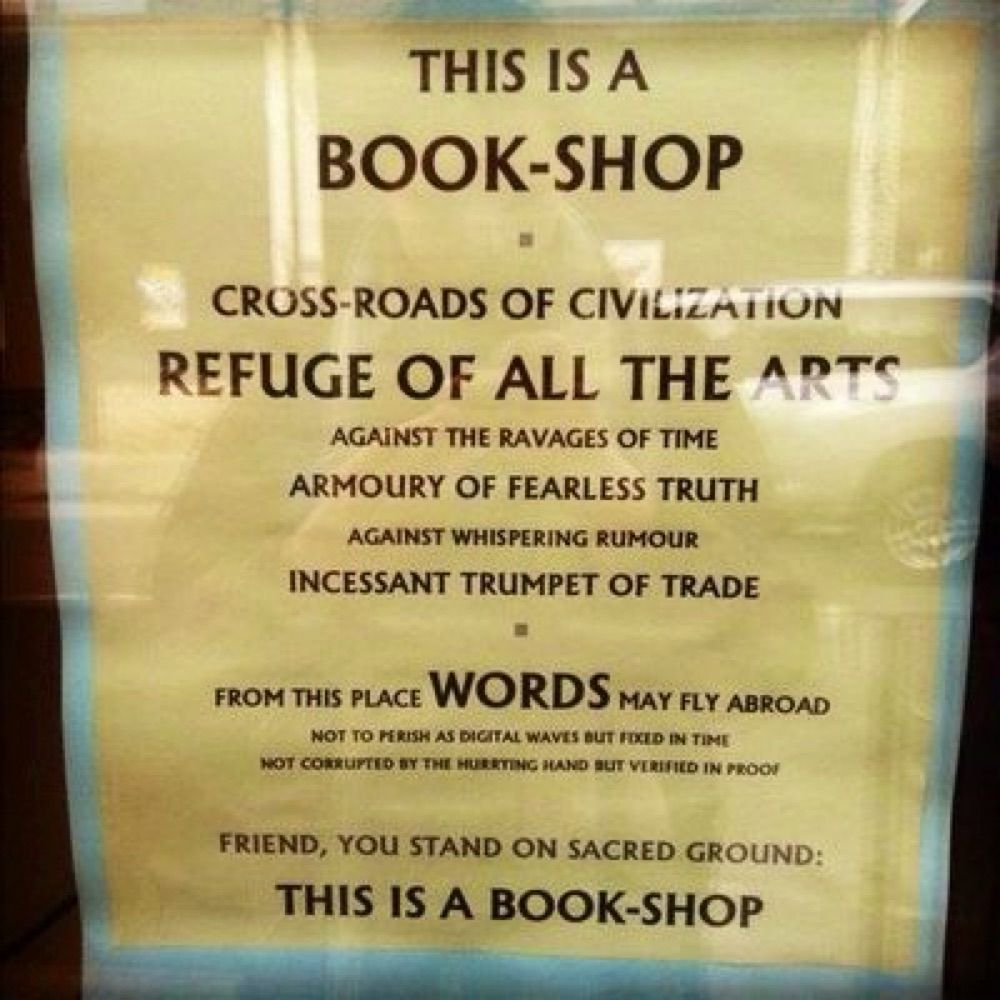 THIS IS A
BOOK-SHOP
CROSS-ROADS OF CIVILIZATION
REFUGE OF ALL THE ARTS
AGAINST THE RAVAGES OF TIME
ARMOURY OF FEARLESS TRUTH
AGAINST WHISPERING RUMOUR
INCESSANT TRUMPET OF TRADE
FROM THIS PLACE WORDS MAY FLY ABROAD
NOT TO PERISH AS DIGITAL WAVES BUT FIXED IN TIME
NOT CORRUPTED BY THE HURRYING HAND BUT VERIFIED IN PROOF
FRIEND, YOU STAND ON SACRED GROUND:
THIS IS A BOOK-SHOP